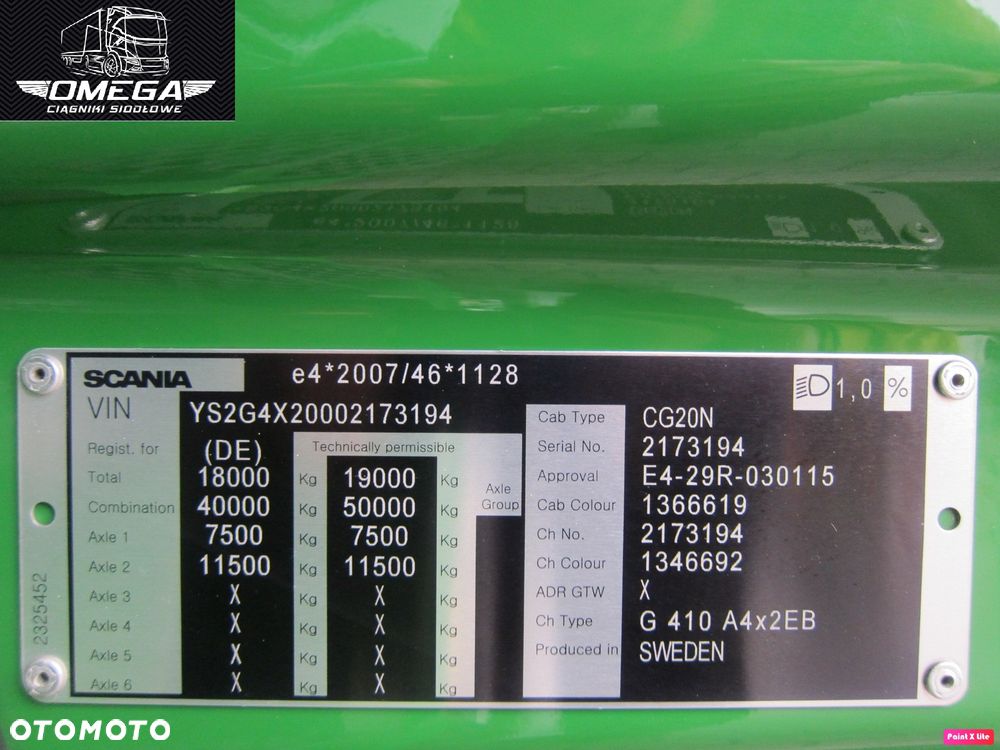 OMEGA
CIĄGNIKI SIODŁOWE
SCANIA
e4*2007/46*1128
1,0 %
VIN YS2G4X20002173194
Regist. for (DE) Technically permissible
Total 18000 Kg 19000 Kg
Combination 40000 Kg 50000 Kg
Axle Group
Axle 1 7500 Kg 7500 Kg
Axle 2 11500 Kg 11500 Kg
Axle 3 X Kg X Kg
Axle 4 X Kg X Kg
Axle 5 X Kg X Kg
Axle 6 X Kg X Kg
Cab Type CG20N
Serial No. 2173194
Approval E4-29R-030115
Cab Colour 1366619
Ch No. 2173194
Ch Colour 1346692
ADR GTW X
Ch Type G 410 A4x2EB
Produced in SWEDEN
2325452
OTOMOTO
Point X Lite